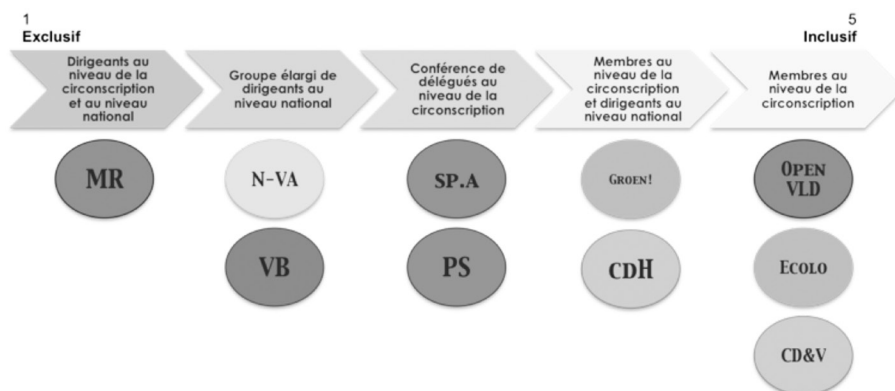 1
5
Exclusif
Inclusif
Dirigeants au
niveau de la
circonscription
et au niveau
national
Groupe élargi de
dirigeants au
niveau national
Conférence de
délégués au
niveau de la
circonscription
Membres au
niveau de la
circonscription
et dirigeants au
niveau national
Membres au
niveau de la
circonscription
MR
N-VA
SP.A
GROEN!
OPEN
VLD
VB
PS
CDH
ECOLO
CD&V